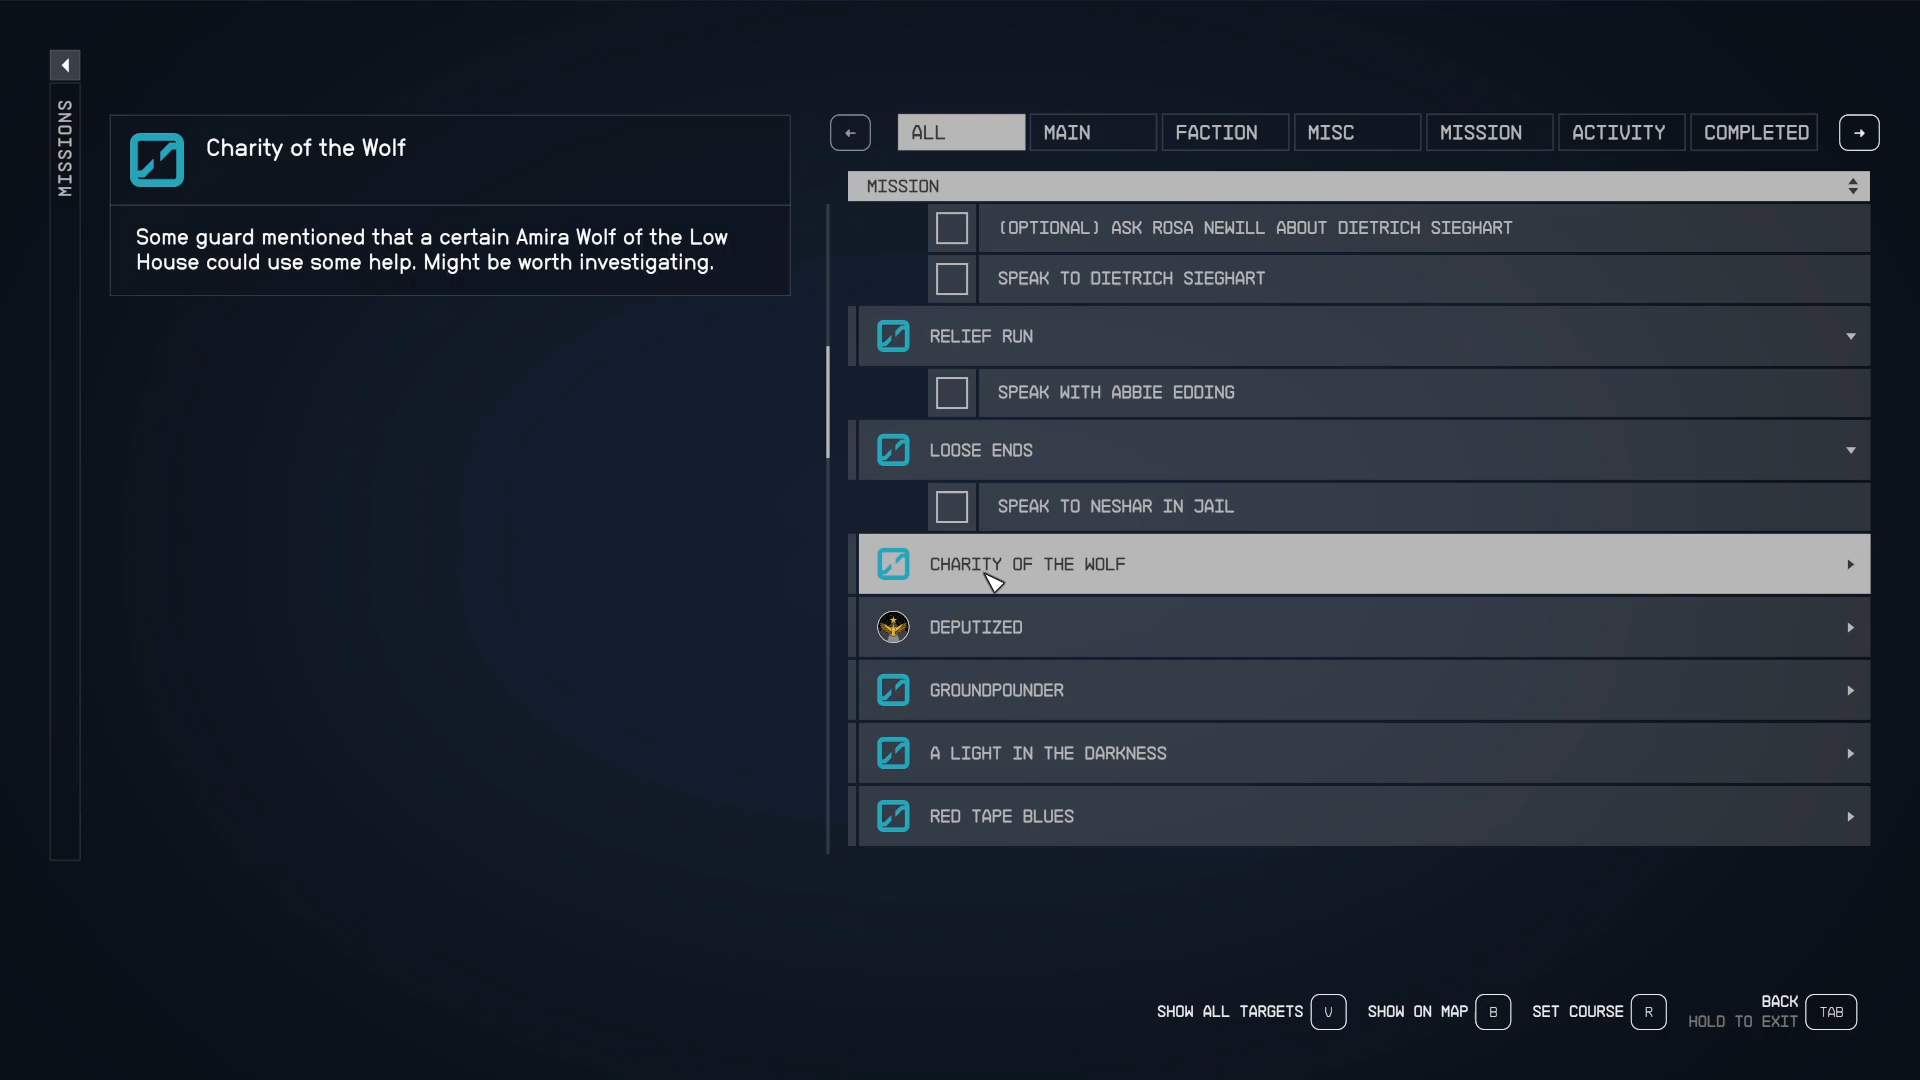 MISSIONS
Charity of the Wolf
Some guard mentioned that a certain Amira Wolf of the Low
House could use some help. Might be worth investigating.
ALL
MAIN
FACTION
MISC
MISSION
ACTIVITY
COMPLETED
MISSION
(OPTIONAL) ASK ROSA NEWILL ABOUT DIETRICH SIEGHART
SPEAK TO DIETRICH SIEGHART
RELIEF RUN
SPEAK WITH ABBIE EDDING
LOOSE ENDS
SPEAK TO NESHAR IN JAIL
CHARITY OF THE WOLF
DEPUTIZED
GROUNDPOUNDER
A LIGHT IN THE DARKNESS
RED TAPE BLUES
SHOW ALL TARGETS V
SHOW ON MAP B
SET COURSE R
BACK
HOLD TO EXIT
TAB